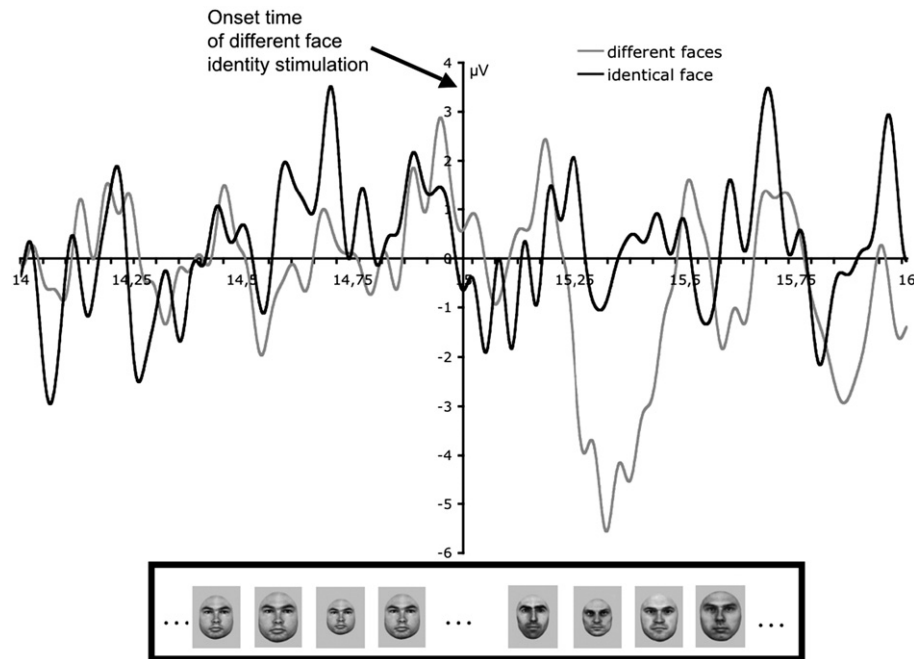 Onset time
of different face
identity stimulation
different faces
identical face
µV
4
3
2
1
0
14
14,25
14,5
14,75
15
15,25
15,5
15,75
16
-1
-2
-3
-4
-5
-6
... ... ...